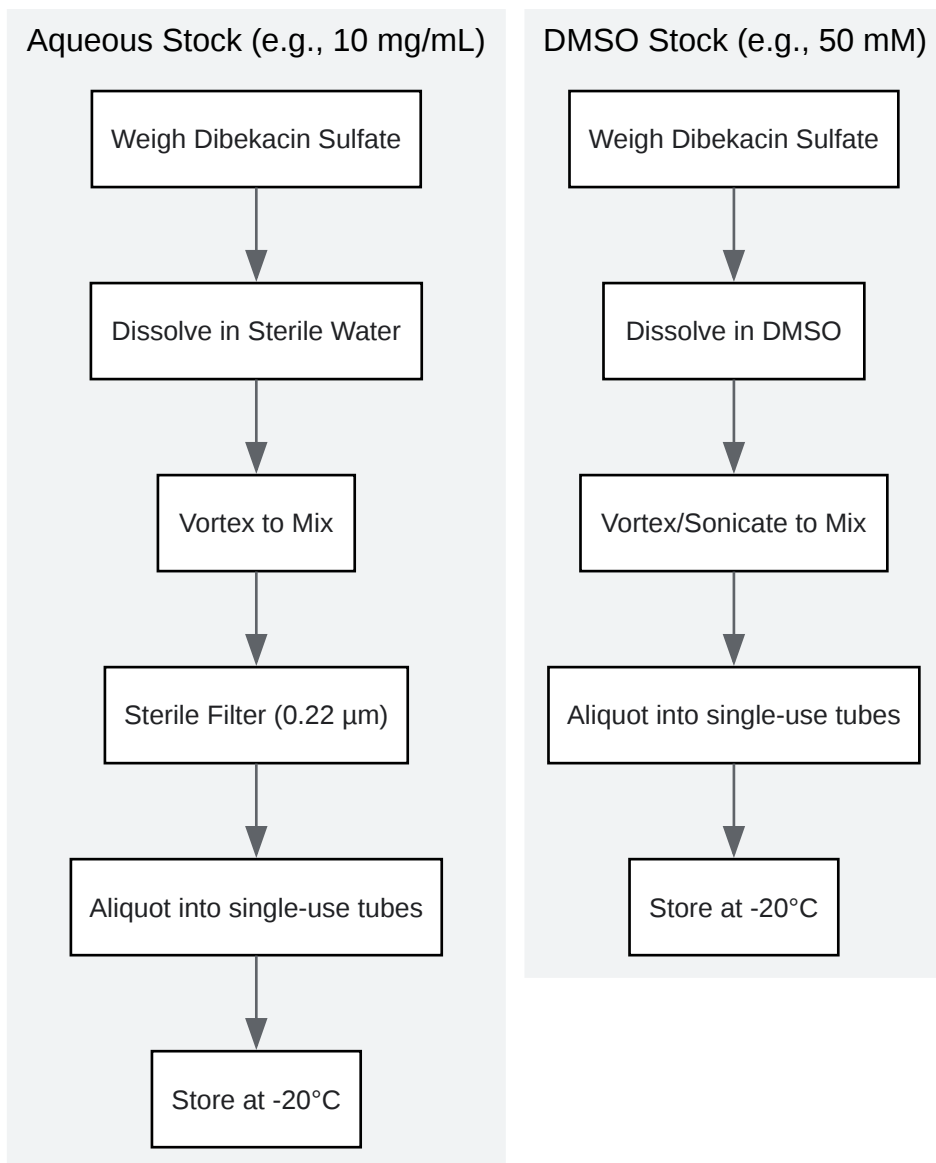 Aqueous Stock (e.g., 10 mg/mL)
Weigh Dibekacin Sulfate
Dissolve in Sterile Water
Vortex to Mix
Sterile Filter (0.22 µm)
Aliquot into single-use tubes
Store at -20°C
DMSO Stock (e.g., 50 mM)
Weigh Dibekacin Sulfate
Dissolve in DMSO
Vortex/Sonicate to Mix
Aliquot into single-use tubes
Store at -20°C